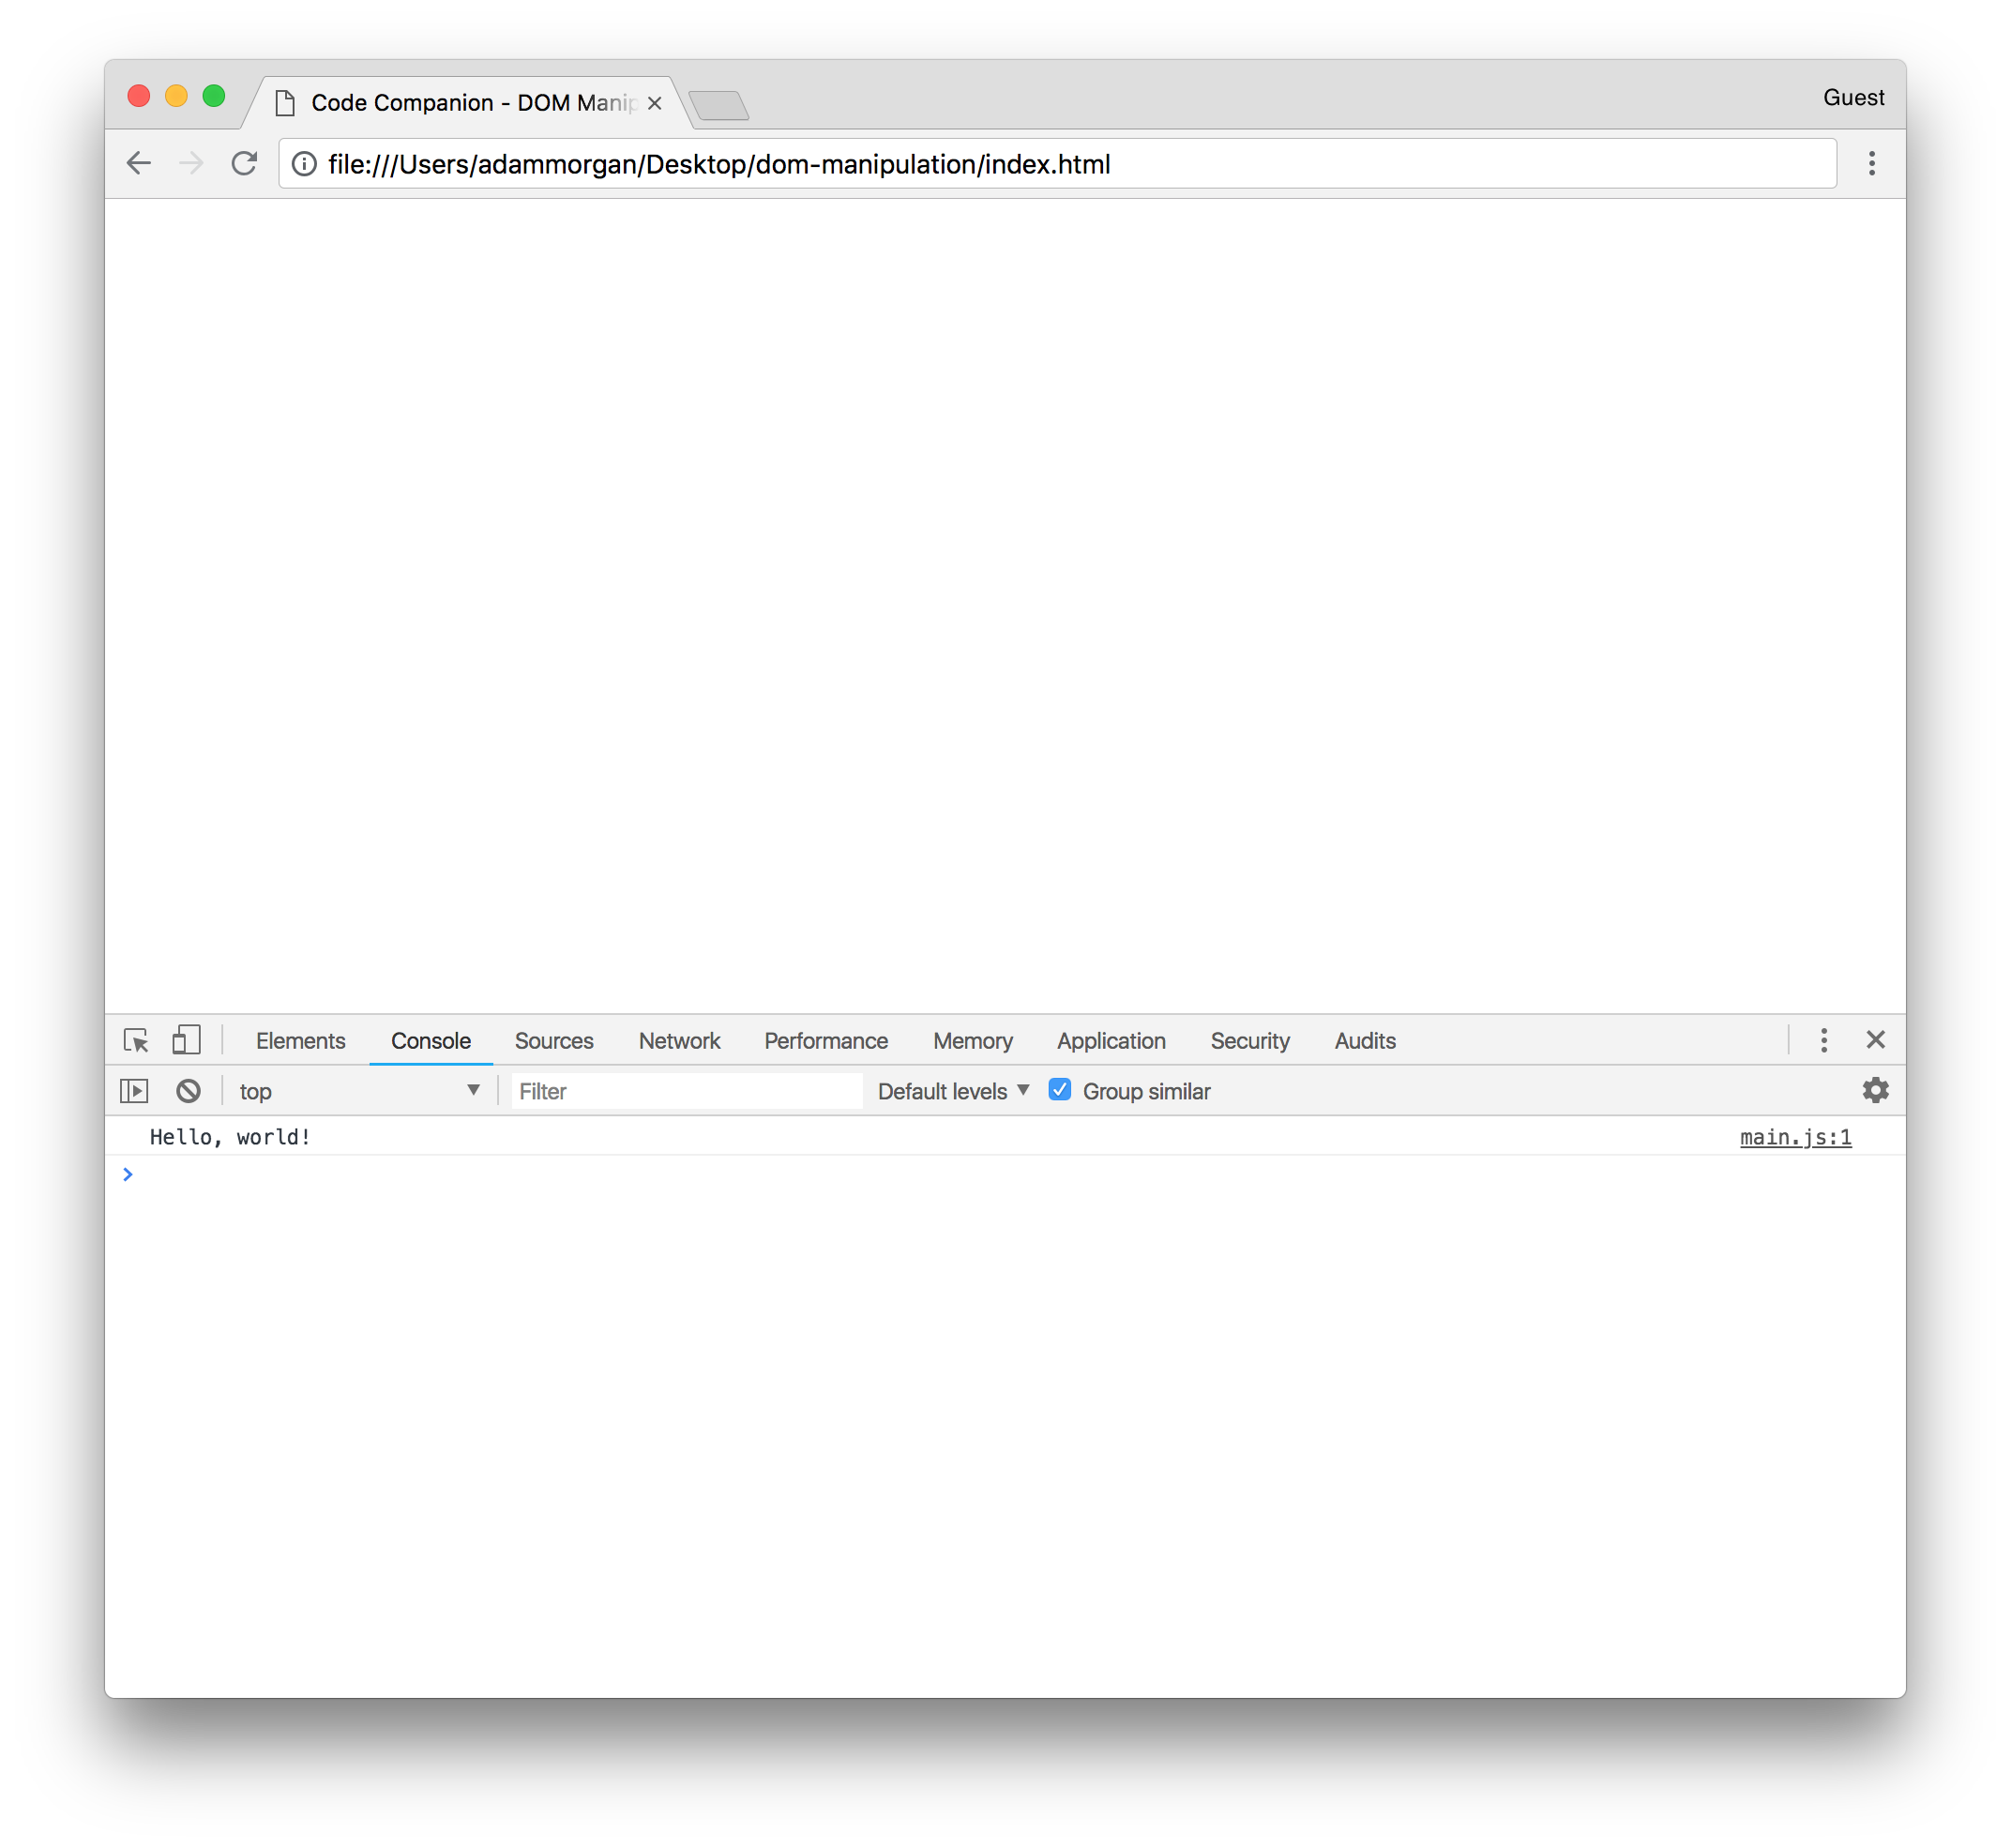 Code Companion - DOM Manip
Guest
file:///Users/adammorgan/Desktop/dom-manipulation/index.html
Elements Console Sources Network Performance Memory Application Security Audits
top Filter Default levels Group similar
Hello, world! main.js:1